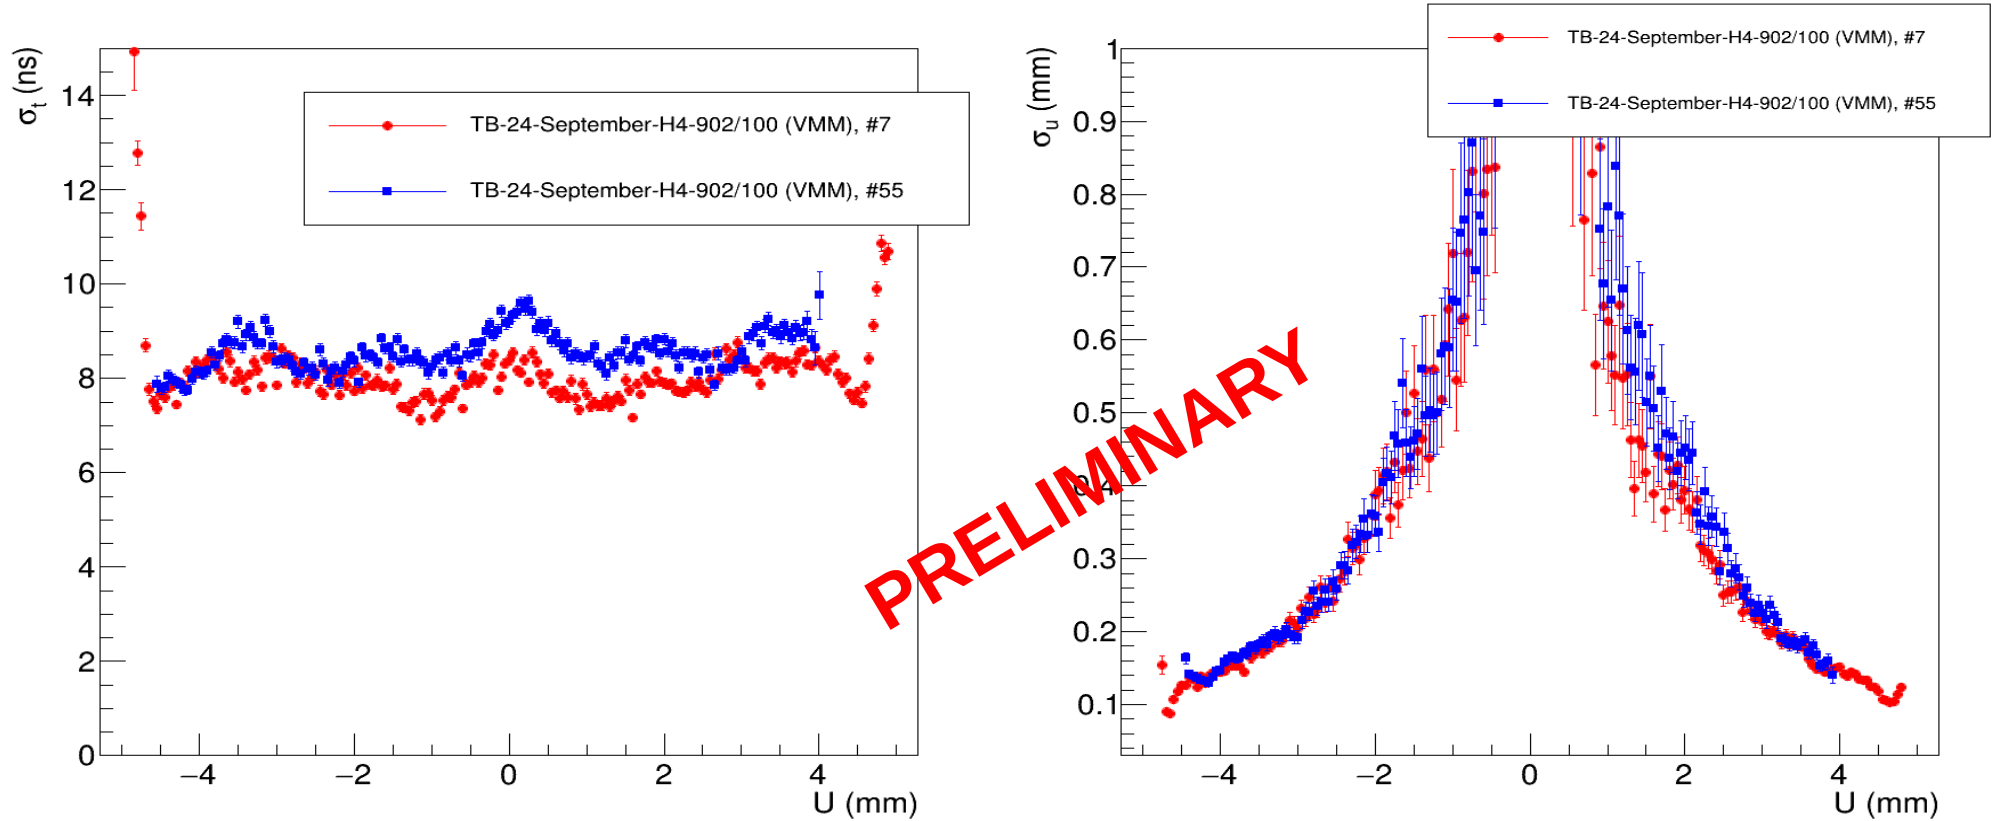 σt (ns)
14
12
10
8
6
4
2
0
−4 −2 0 2 4
U (mm)
TB-24-September-H4-902/100 (VMM), #7
TB-24-September-H4-902/100 (VMM), #55
PRELIMINARY
σu (mm)
1
0.9
0.8
0.7
0.6
0.5
0.4
0.3
0.2
0.1
−4 −2 0 2 4
U (mm)
TB-24-September-H4-902/100 (VMM), #7
TB-24-September-H4-902/100 (VMM), #55